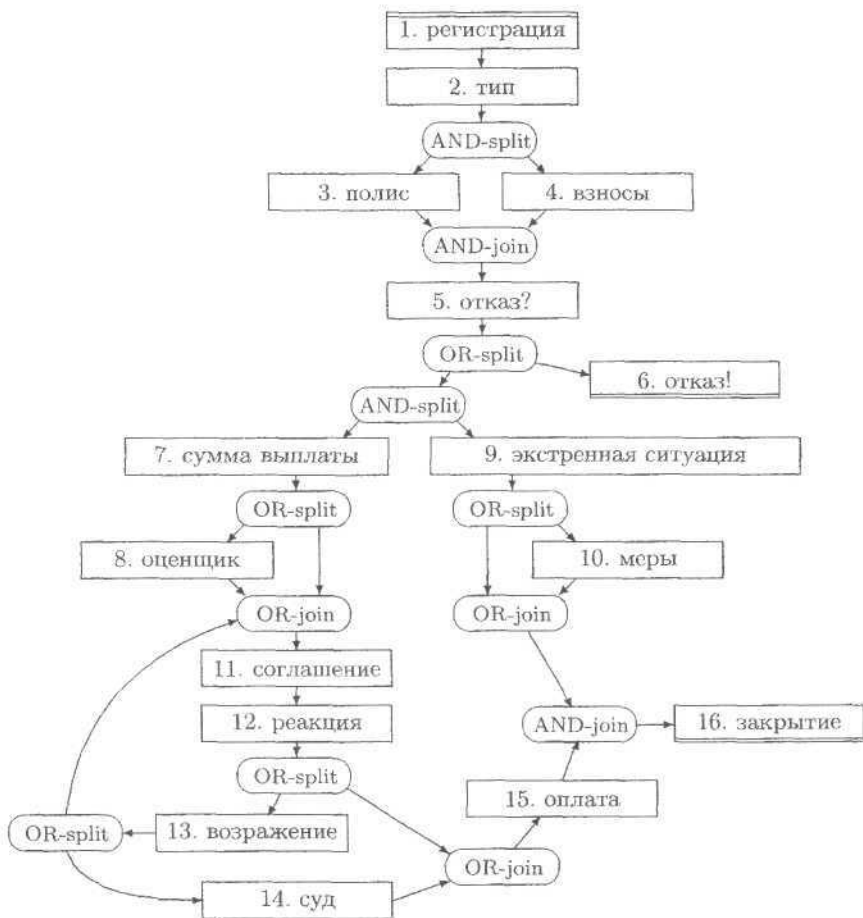 1. регистрация
2. тип
AND-split
3. полис
4. взносы
AND-join
5. отказ?
OR-split
6. отказ!
AND-split
7. сумма выплаты
9. экстренная ситуация
OR-split
OR-split
8. оценщик
10. меры
OR-join
OR-join
11. соглашение
12. реакция
AND-join
16. закрытие
OR-split
15. оплата
OR-split
13. возражение
OR-join
14. суд